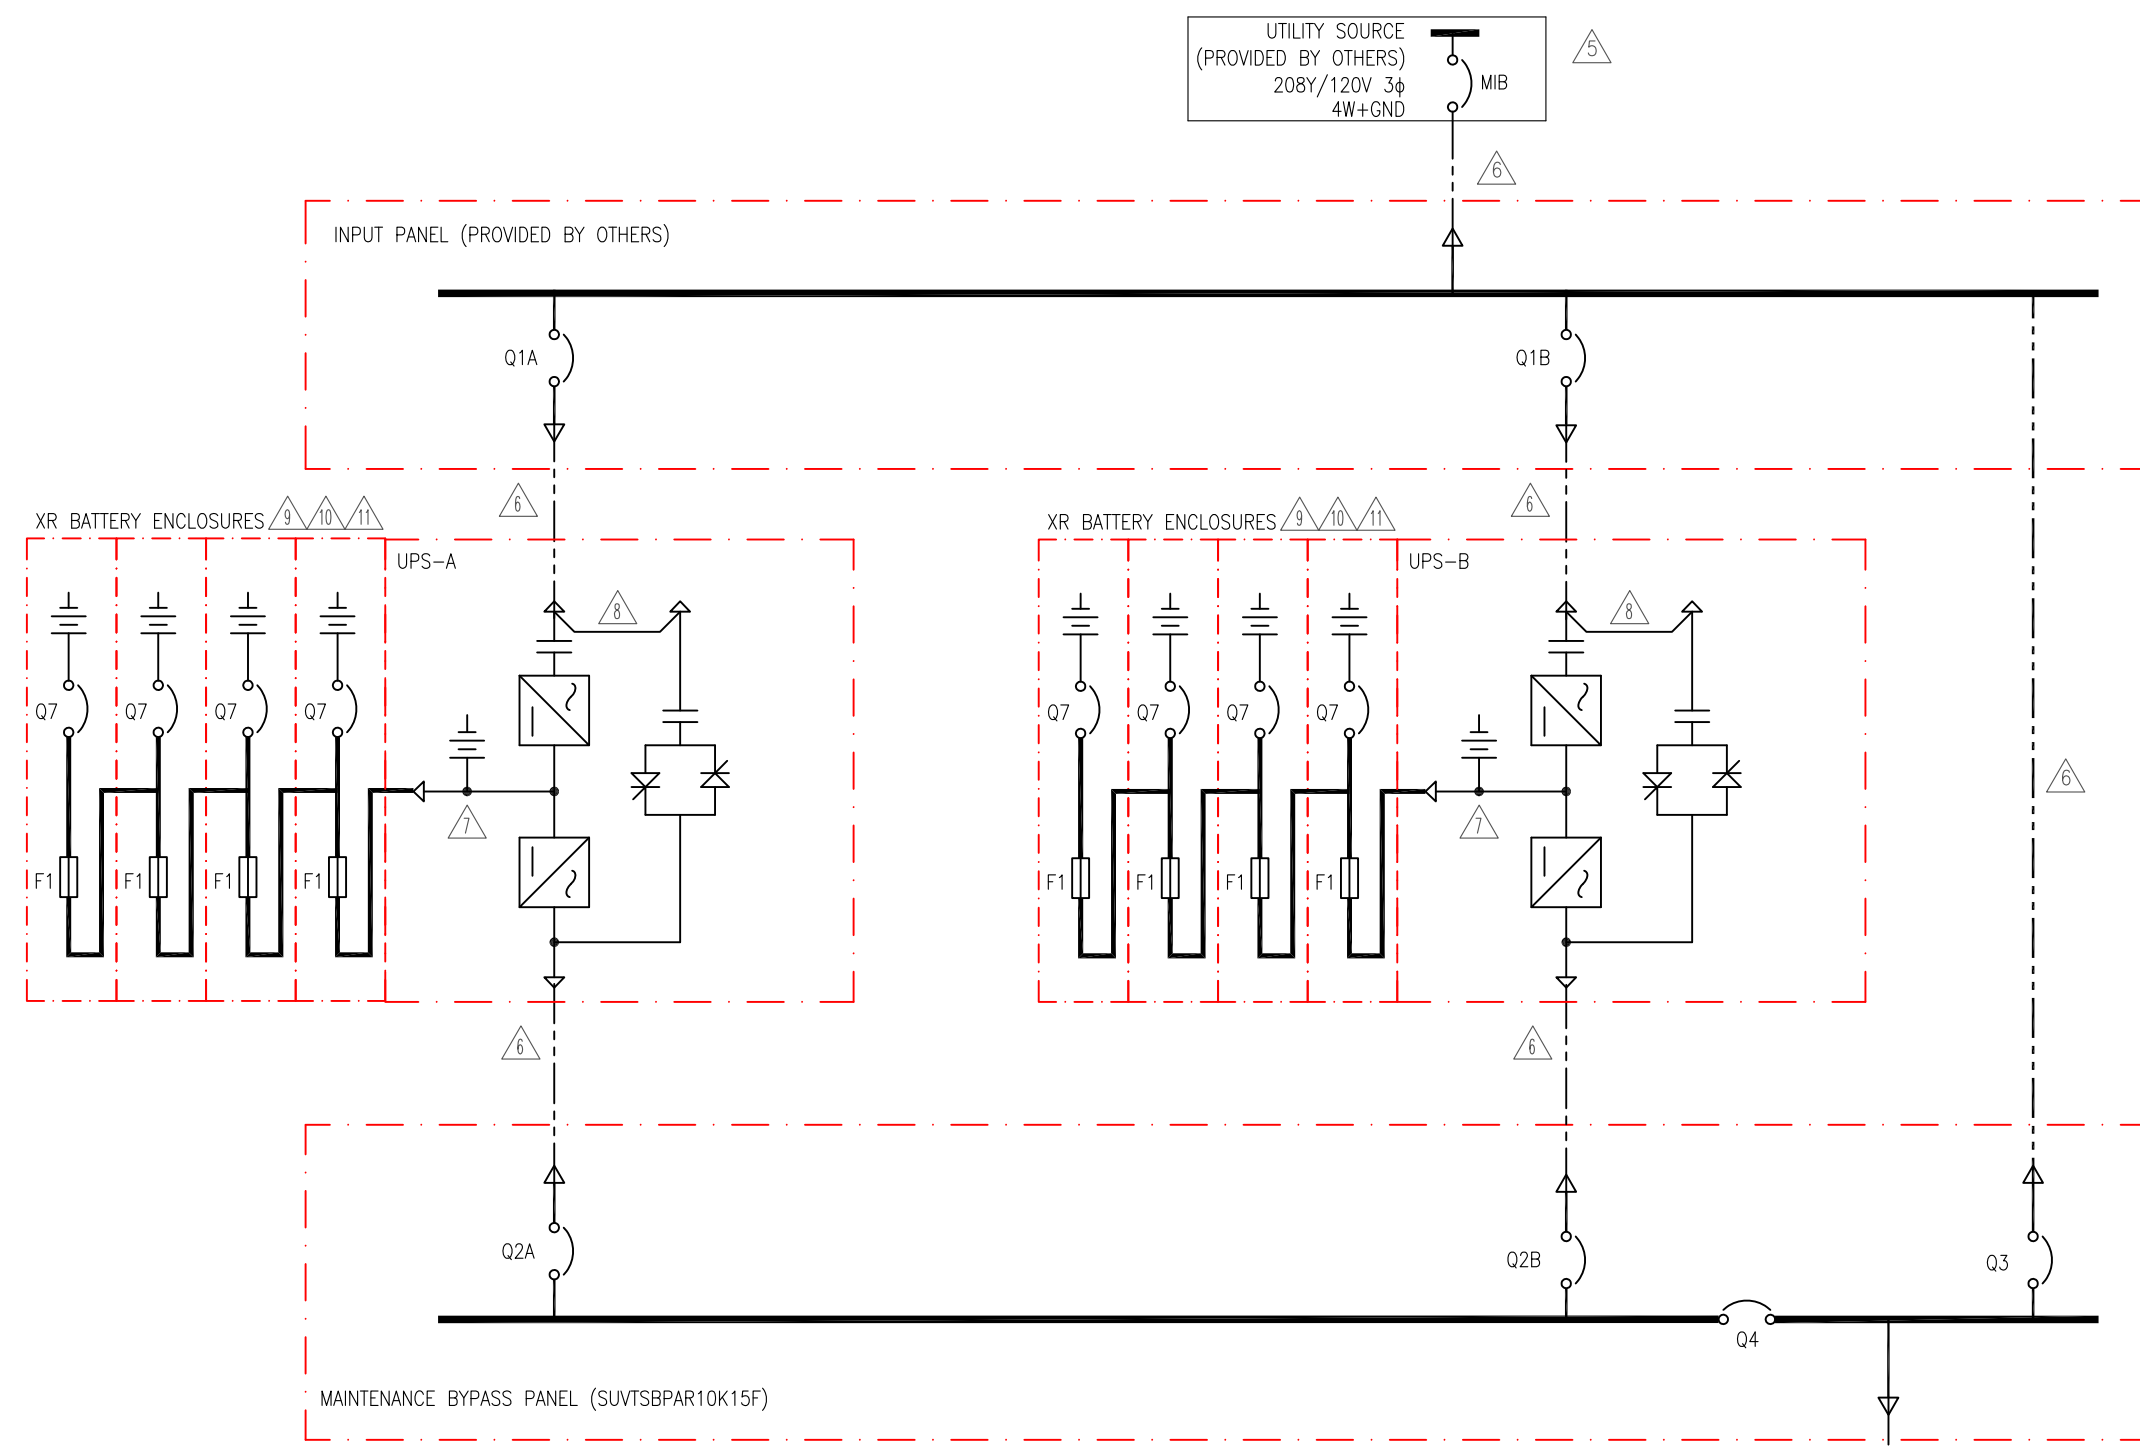 UTILITY SOURCE
(PROVIDED BY OTHERS)
208Y/120V 3ϕ
4W+GND
MIB
5
6
INPUT PANEL (PROVIDED BY OTHERS)
Q1A
Q1B
6
6
XR BATTERY ENCLOSURES 9 10 11
XR BATTERY ENCLOSURES 9 10 11
UPS-A
UPS-B
8
8
Q7 Q7 Q7 Q7
Q7 Q7 Q7 Q7
6
7
7
F1 F1 F1 F1
F1 F1 F1 F1
6
6
Q2A
Q2B
Q3
Q4
MAINTENANCE BYPASS PANEL (SUVTSBPAR10K15F)